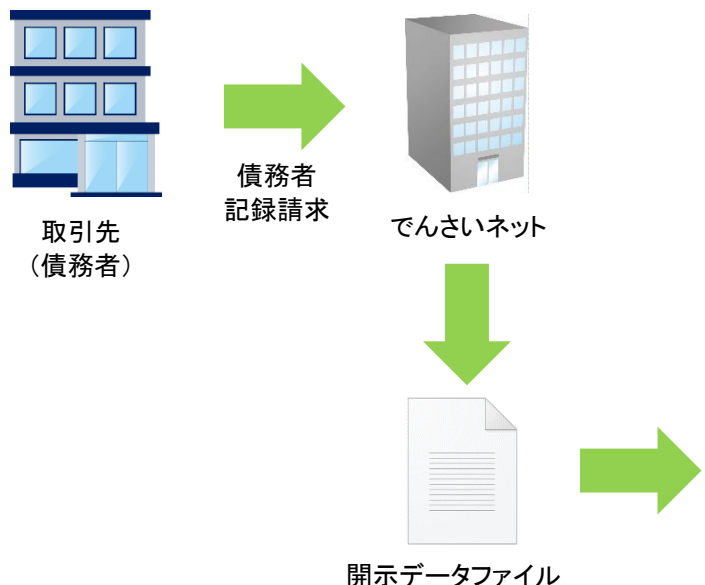 債務者
記録請求
取引先
（債務者）
でんさいネット
開示データファイル